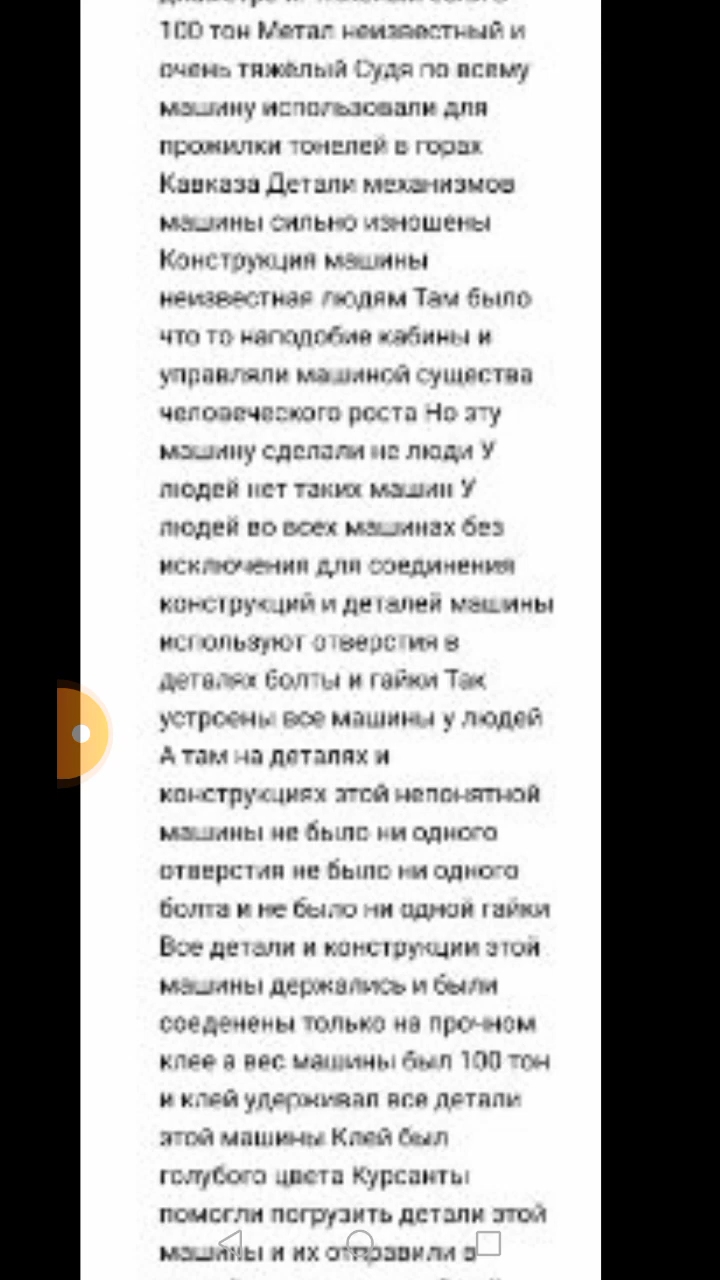 100 тон Метал неизвестный и
очень тяжёлый Судя по всему
машину использовали для
прожилки тонелей в горах
Кавказа Детали механизмов
машины сильно изношены
Конструкция машины
неизвестная людям Там было
что то наподобие кабины и
управляли машиной существа
человеческого роста Но эту
машину сделали не люди У
людей нет таких машин У
людей во всех машинах без
исключения для соединения
конструкций и деталей машины
используют отверстия в
деталях болты и гайки Так
устроены все машины у людей
А там на деталях и
конструкциях этой непонятной
машины не было ни одного
отверстия не было ни одного
болта и не было ни одной гайки
Все детали и конструкции этой
машины держались и были
соеденены только на прочном
клее а вес машины был 100 тон
и клей удерживал все детали
этой машины Клей был
голубого цвета Курсанты
помогли погрузить детали этой
машины и их отправили в